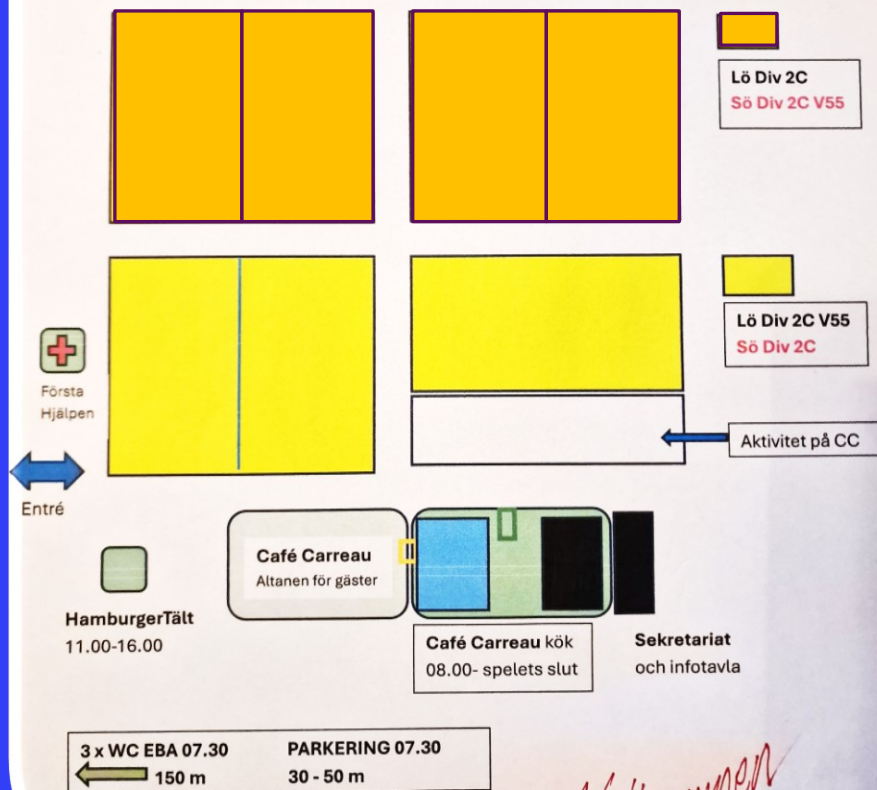 Lö Div 2C
Sö Div 2C V55
Lö Div 2C V55
Sö Div 2C
Första
Hjälpen
Aktivitet på CC
Entré
Café Carreau
Altanen för gäster
HamburgerTält
11.00-16.00
Café Carreau kök
08.00- spelets slut
Sekretariat
och infotavla
3 x WC EBA 07.30
150 m
PARKERING 07.30
30 - 50 m